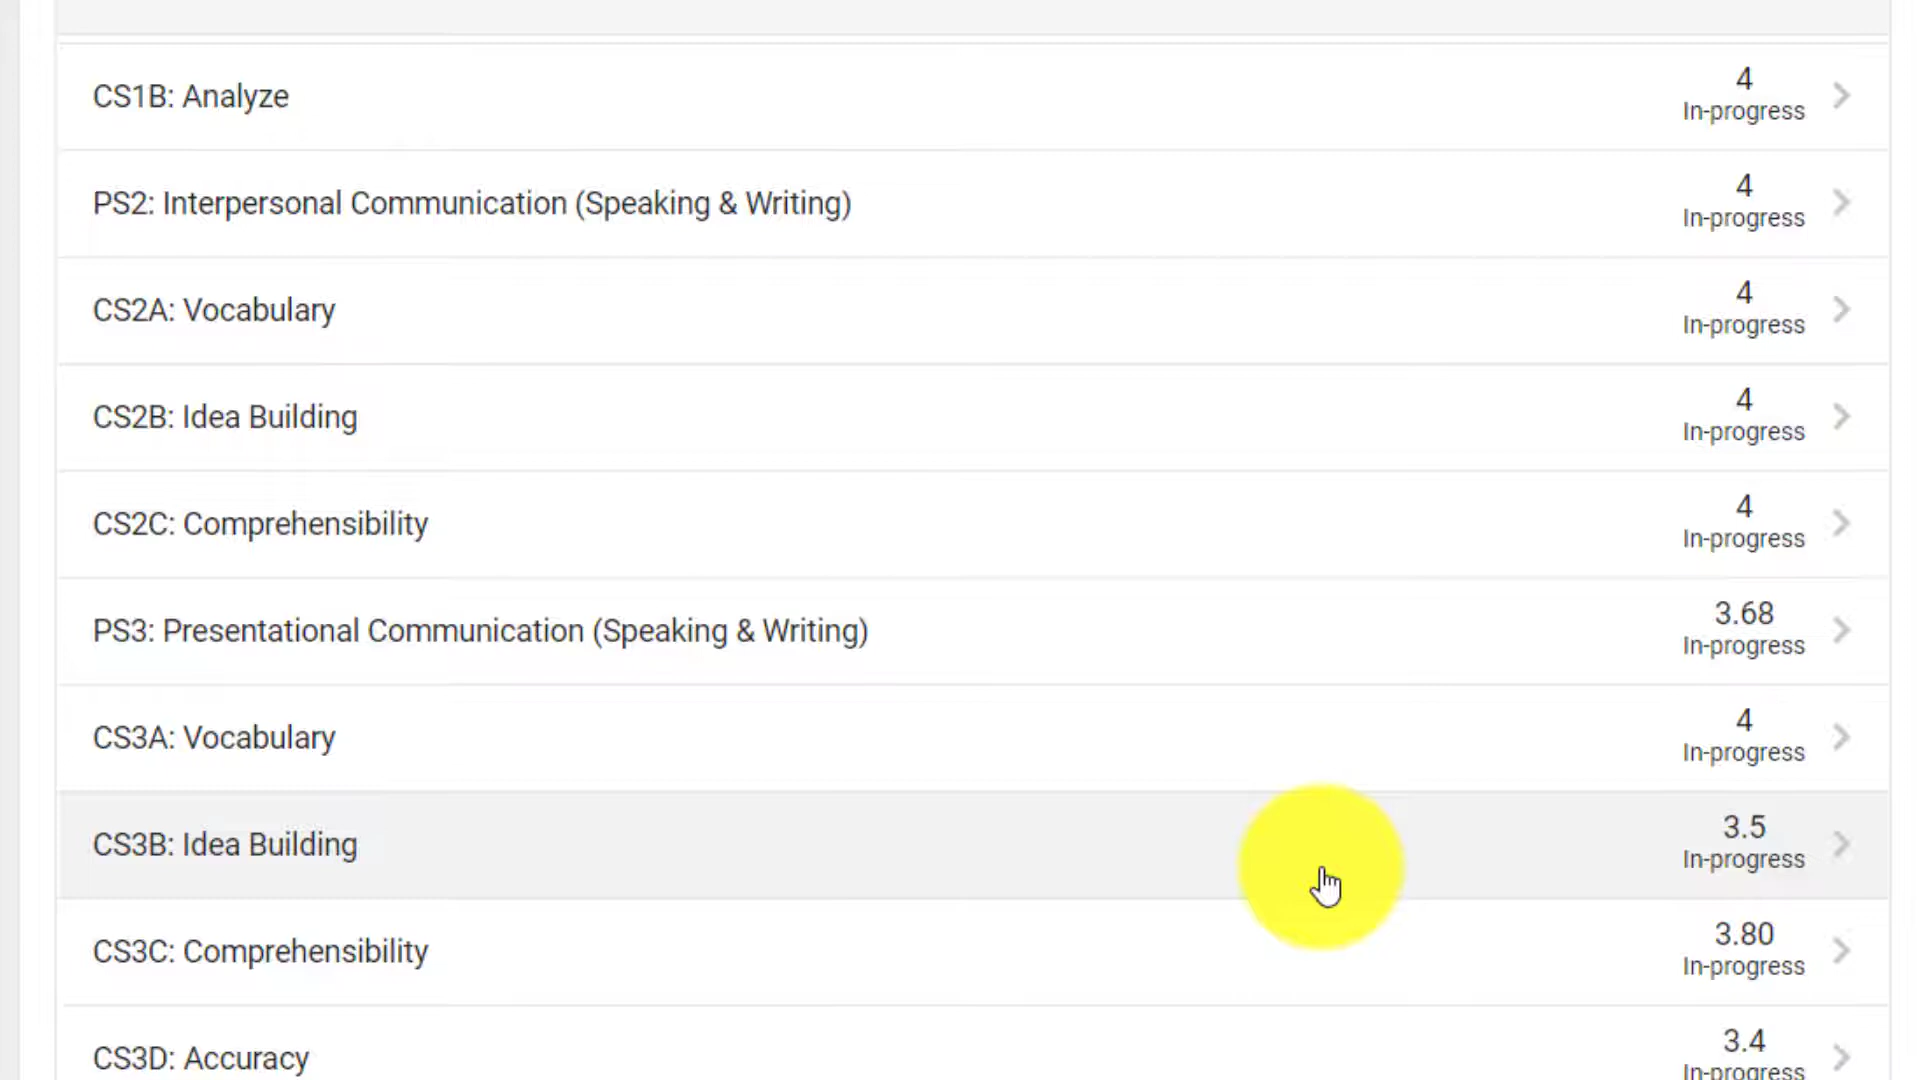 CS1B: Analyze
4
In-progress
PS2: Interpersonal Communication (Speaking & Writing)
4
In-progress
CS2A: Vocabulary
4
In-progress
CS2B: Idea Building
4
In-progress
CS2C: Comprehensibility
4
In-progress
PS3: Presentational Communication (Speaking & Writing)
3.68
In-progress
CS3A: Vocabulary
4
In-progress
CS3B: Idea Building
3.5
In-progress
CS3C: Comprehensibility
3.80
In-progress
CS3D: Accuracy
3.4
In-progress